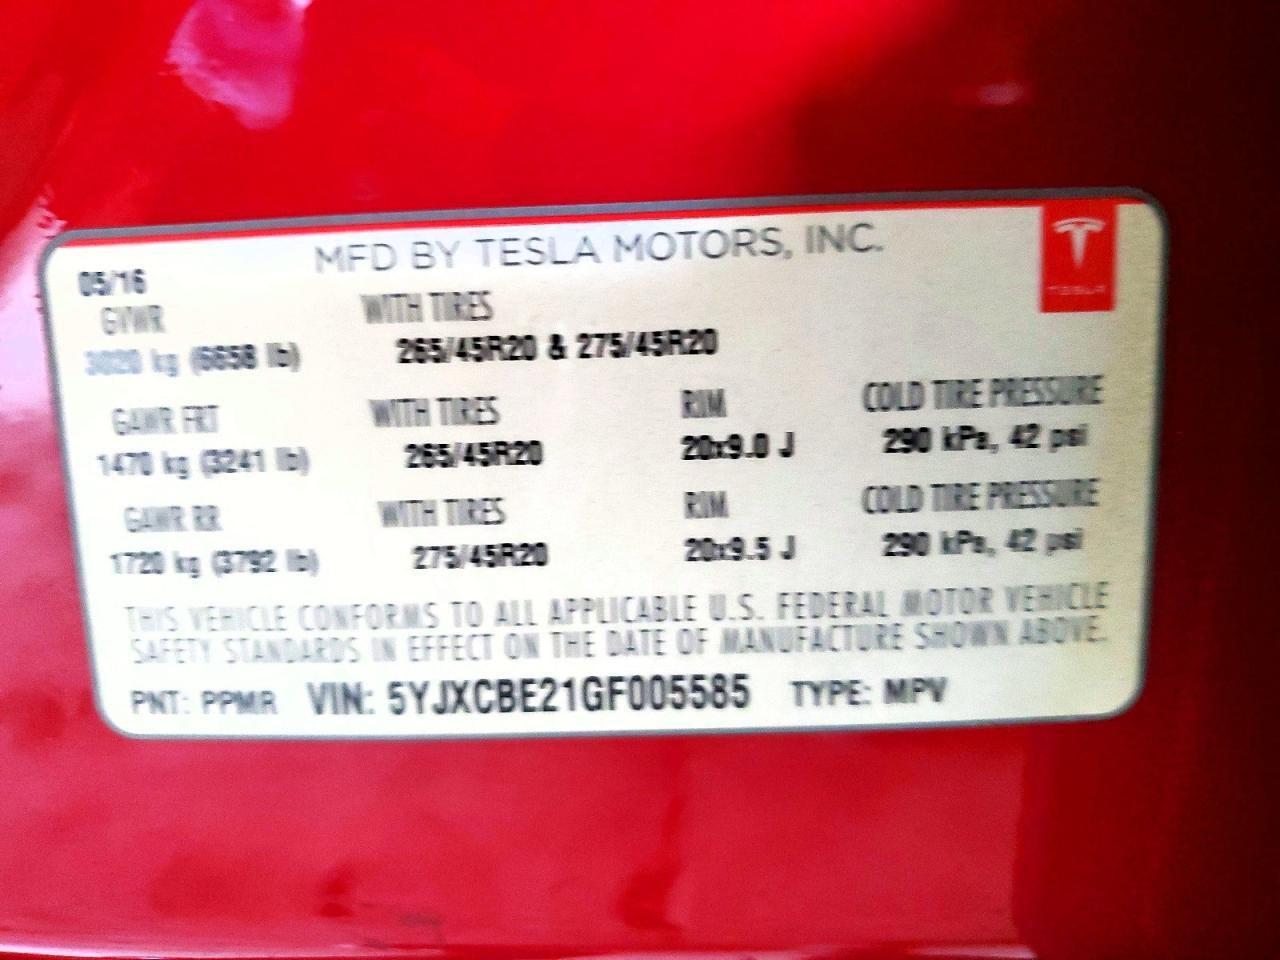 MFD BY TESLA MOTORS, INC.
TESLA
05/16
GVWR WITH TIRES
3020 kg (6658 lb) 265/45R20 & 275/45R20
GAWR FRT WITH TIRES RIM COLD TIRE PRESSURE
1470 kg (3241 lb) 265/45R20 20x9.0 J 290 kPa, 42 psi
GAWR RR WITH TIRES RIM COLD TIRE PRESSURE
1720 kg (3792 lb) 275/45R20 20x9.5 J 290 kPa, 42 psi
THIS VEHICLE CONFORMS TO ALL APPLICABLE U.S. FEDERAL MOTOR VEHICLE
SAFETY STANDARDS IN EFFECT ON THE DATE OF MANUFACTURE SHOWN ABOVE.
PNT: PPMR VIN: 5YJXCBE21GF005585 TYPE: MPV